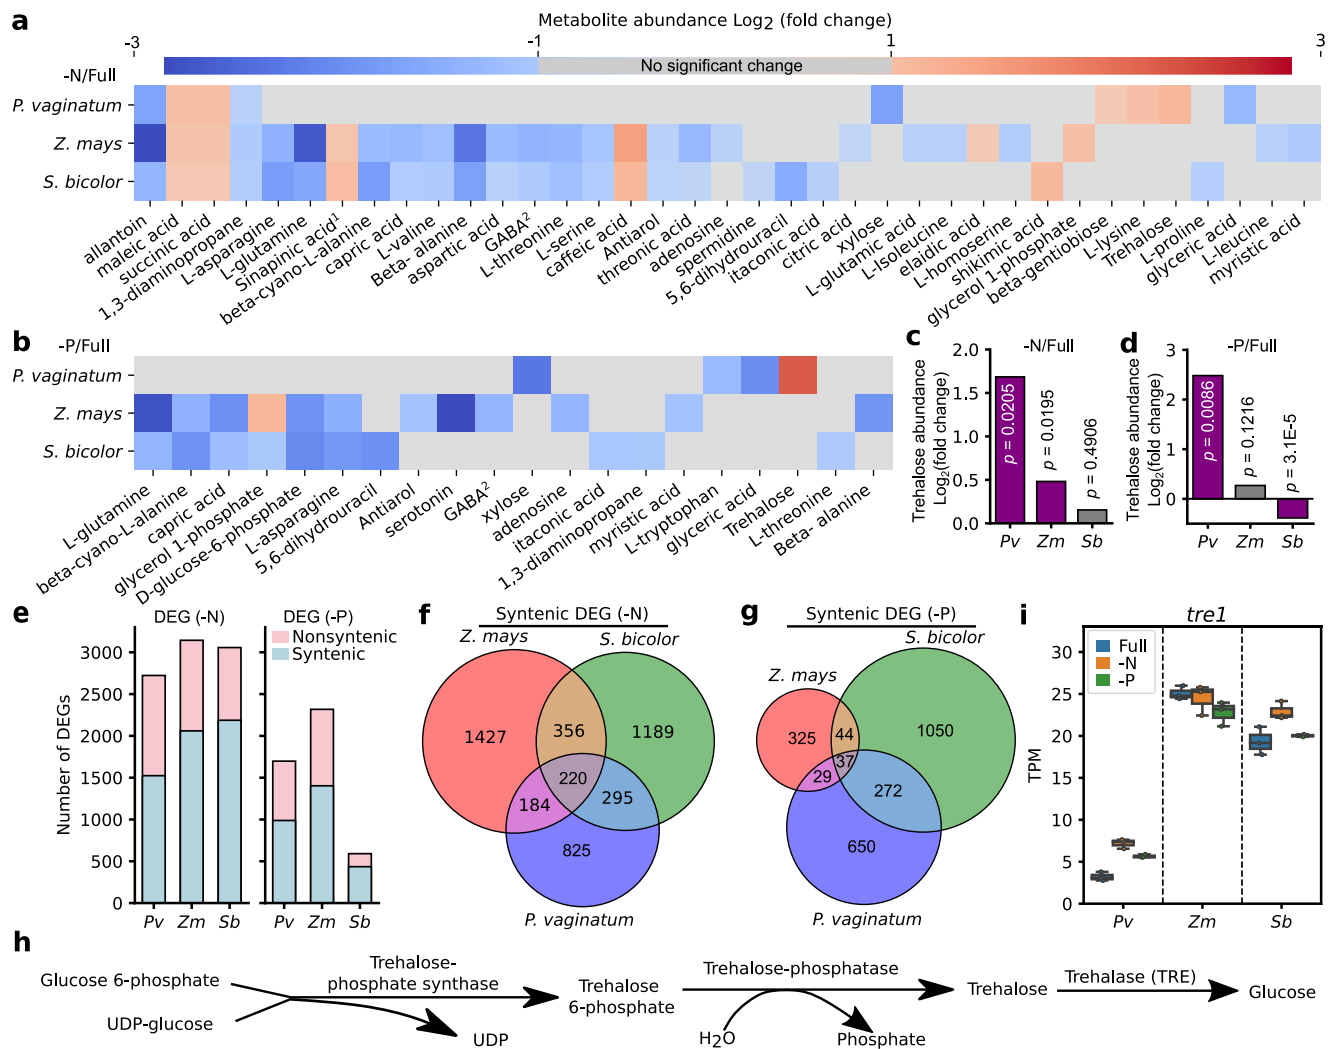 a
Metabolite abundance Log2 (fold change)
-3 -1 1 3
No significant change
-N/Full
P. vaginatum
Z. mays
S. bicolor
allantoin
maleic acid
succinic acid
1,3-diaminopropane
L-asparagine
L-glutamine
Sinapinic acid1
beta-cyano-L-alanine
capric acid
L-valine
Beta- alanine
aspartic acid
GABA2
L-threonine
L-serine
caffeic acid
Antiarol
threonic acid
adenosine
spermidine
5,6-dihydrouracil
itaconic acid
citric acid
xylose
L-glutamic acid
L-Isoleucine
elaidic acid
L-homoserine
shikimic acid
glycerol 1-phosphate
beta-gentiobiose
L-lysine
Trehalose
L-proline
glyceric acid
L-leucine
myristic acid
b
-P/Full
P. vaginatum
Z. mays
S. bicolor
L-glutamine
beta-cyano-L-alanine
capric acid
glycerol 1-phosphate
D-glucose-6-phosphate
L-asparagine
5,6-dihydrouracil
Antiarol
serotonin
GABA2
xylose
adenosine
itaconic acid
1,3-diaminopropane
myristic acid
L-tryptophan
glyceric acid
Trehalose
L-threonine
Beta- alanine
c
-N/Full
Trehalose abundance
Log2(fold change)
2.0
1.5
1.0
0.5
0.0
p = 0.0205
p = 0.0195
p = 0.4906
Pv Zm Sb
d
-P/Full
Trehalose abundance
Log2(fold change)
3
2
1
0
p = 0.0086
p = 0.1216
p = 3.1E-5
Pv Zm Sb
e
DEG (-N)
DEG (-P)
Nonsyntenic
Syntenic
Number of DEGs
3000
2500
2000
1500
1000
500
0
Pv Zm Sb
Pv Zm Sb
f
Syntenic DEG (-N)
Z. mays
S. bicolor
1427
356
1189
220
184
295
825
P. vaginatum
g
Syntenic DEG (-P)
S. bicolor
Z. mays
325
44
1050
37
29
272
650
P. vaginatum
i
tre1
Full
-N
-P
TPM
30
25
20
15
10
5
0
Pv Zm Sb
h
Glucose 6-phosphate
UDP-glucose
Trehalose-
phosphate synthase
UDP
Trehalose
6-phosphate
Trehalose-phosphatase
H2O
Phosphate
Trehalose
Trehalase (TRE)
Glucose